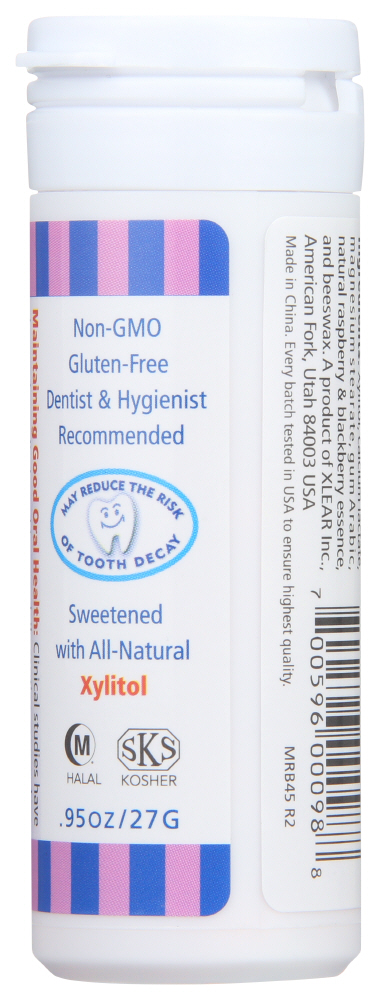 Non-GMO
Gluten-Free
Dentist & Hygienist
Recommended
MAY REDUCE THE RISK
OF TOOTH DECAY
Sweetened
with All-Natural
Xylitol
M
HALAL
SKS
KOSHER
.95OZ/27G
Maintaining Good Oral Health: Clinical studies have
magnesium stearate, gum Arabic,
natural raspberry & blackberry essence,
and beeswax. A product of XLEAR Inc.,
American Fork, Utah 84003 USA
Made in China. Every batch tested in USA to ensure highest quality.
MRB45 R2
7 00596 00098 8